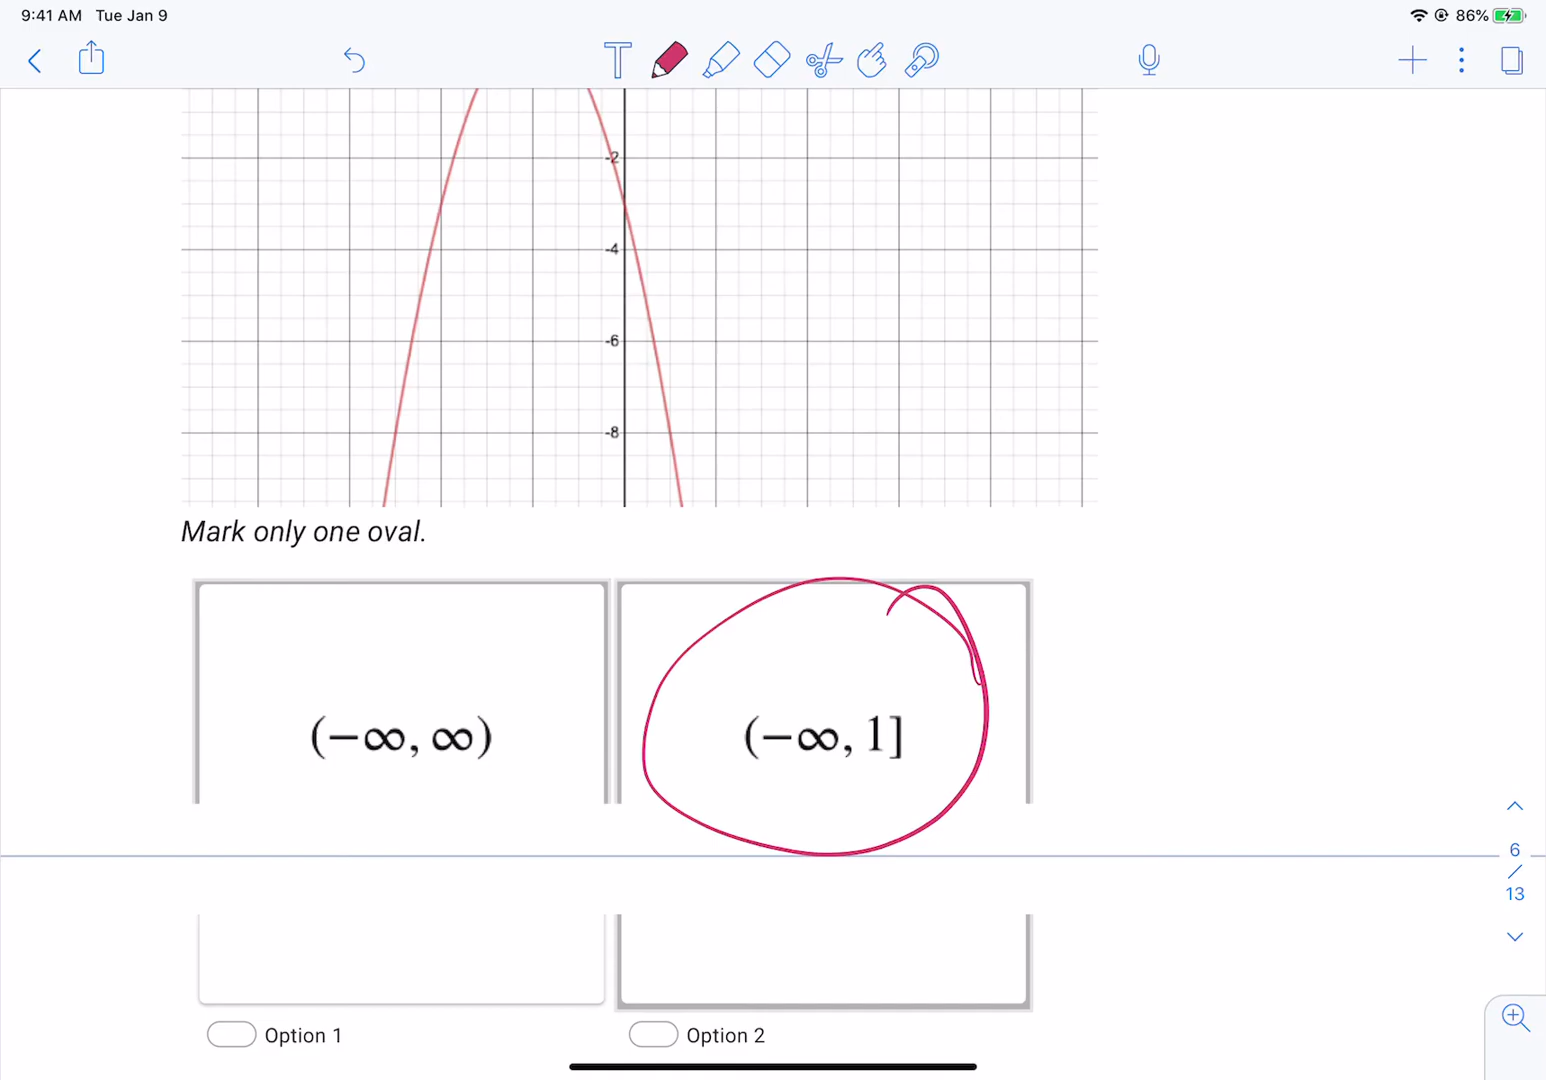 9:41 AM Tue Jan 9
86%
T
-2
-4
-6
-8
Mark only one oval.
(−∞, ∞) (−∞, 1]
6
/
13
Option 1 Option 2